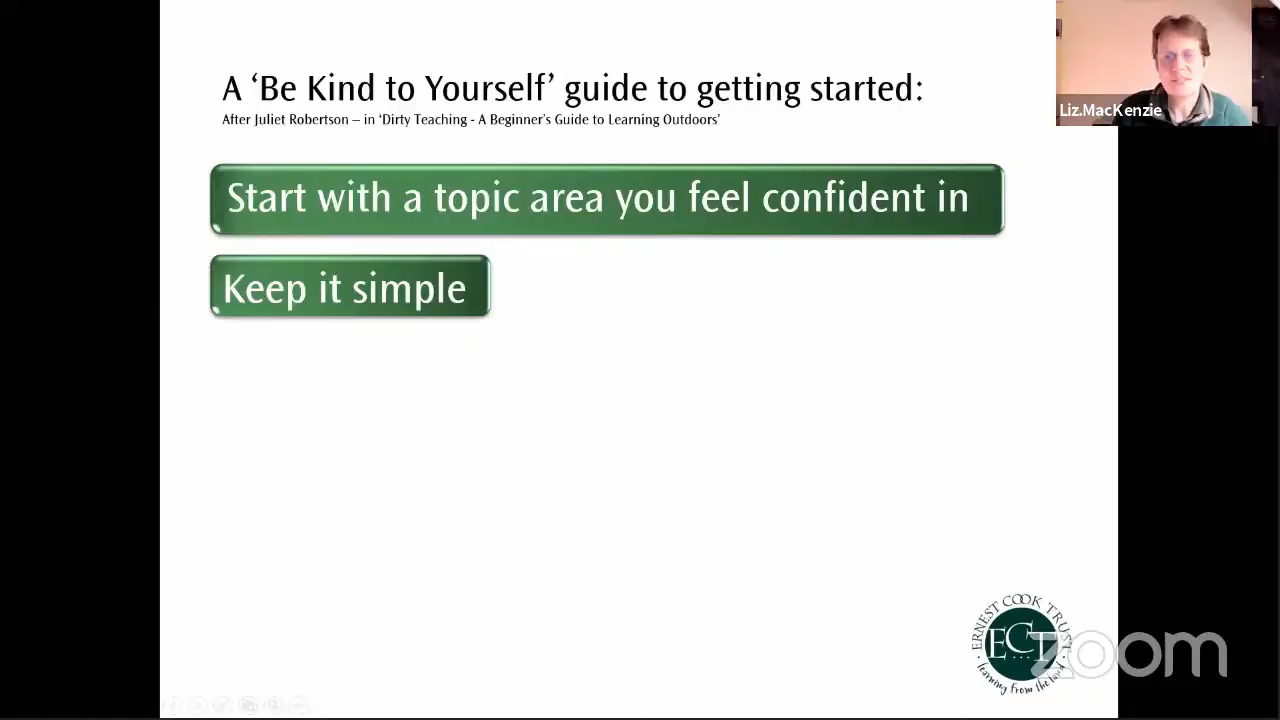 A ‘Be Kind to Yourself’ guide to getting started:
After Juliet Robertson – in ‘Dirty Teaching - A Beginner’s Guide to Learning Outdoors’
Liz.MacKenzie
Start with a topic area you feel confident in
Keep it simple
ERNEST COOK TRUST
ECT
learning from the land
zoom